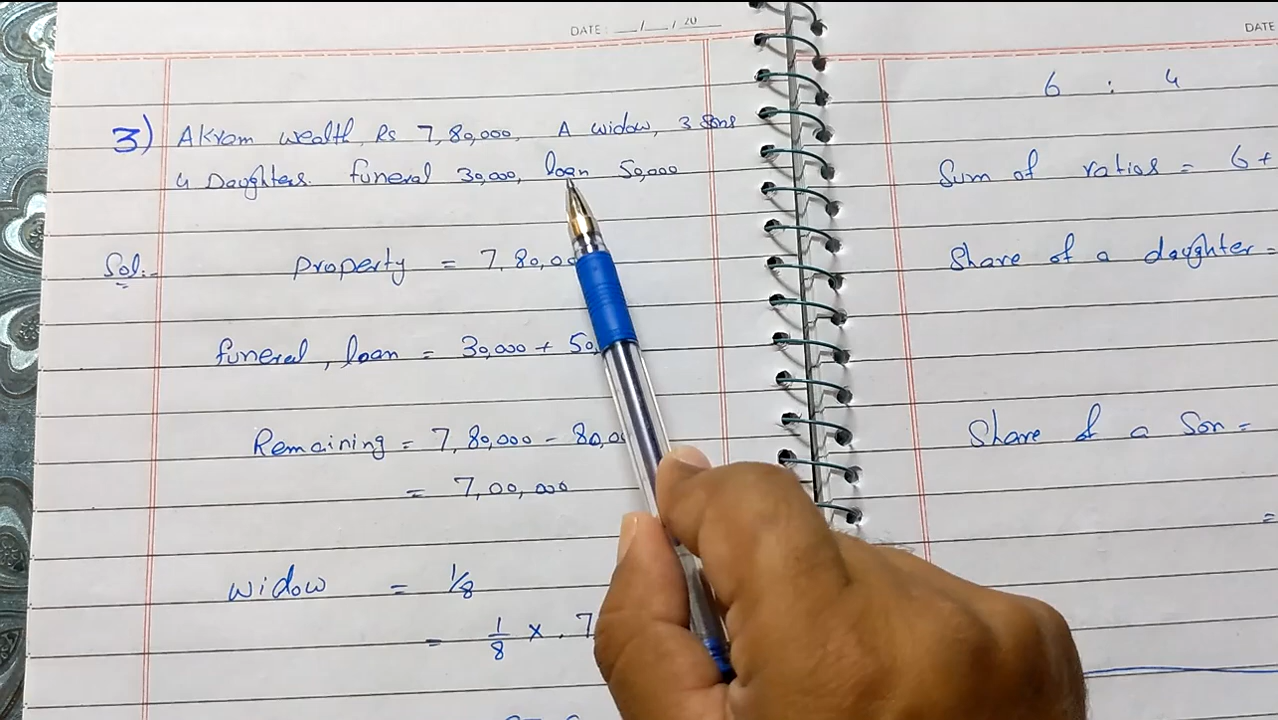 DATE: __/__/20__
3) Akram wealth Rs 7,80,000, A widow, 3 sons
4 Daughters. funeral 30,000, loan 50,000
Sol:-
Property = 7,80,00
funeral, loan = 30,000 + 50,
Remaining = 7,80,000 - 80,00
= 7,00,000
widow = 1/8
= 1/8 × . 7
DATE
6 : 4
Sum of ratios = 6 +
Share of a daughter =
Share of a Son =
=